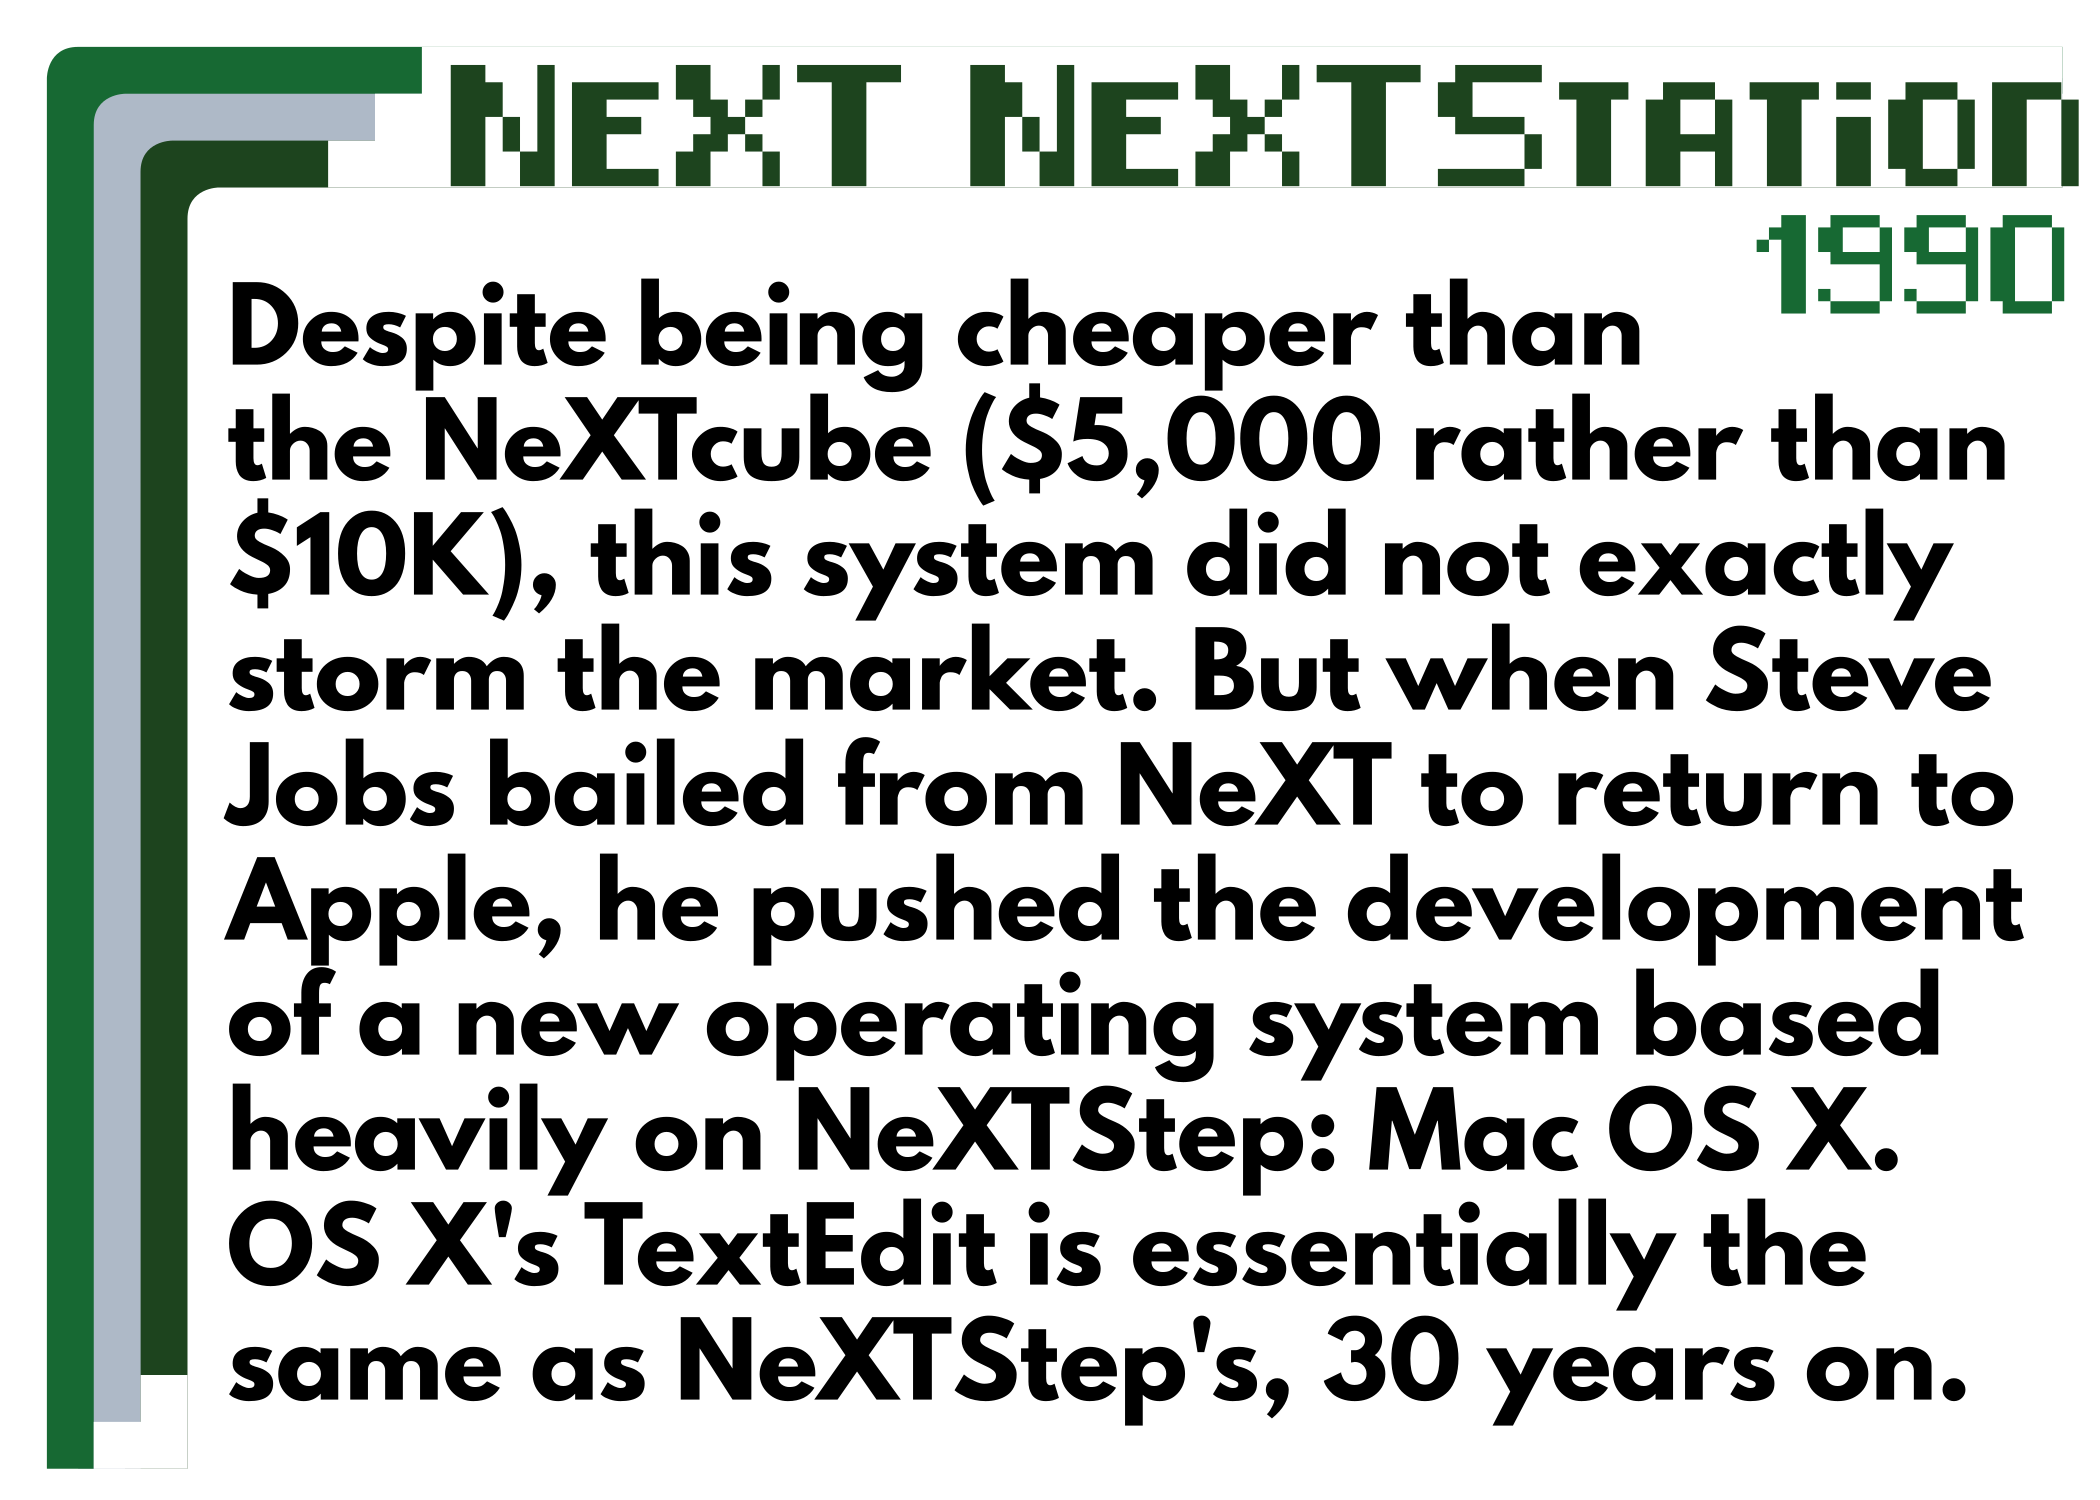 NeXT NeXTStation
1990
Despite being cheaper than
the NeXTcube ($5,000 rather than
$10K), this system did not exactly
storm the market. But when Steve
Jobs bailed from NeXT to return to
Apple, he pushed the development
of a new operating system based
heavily on NeXTStep: Mac OS X.
OS X's TextEdit is essentially the
same as NeXTStep's, 30 years on.